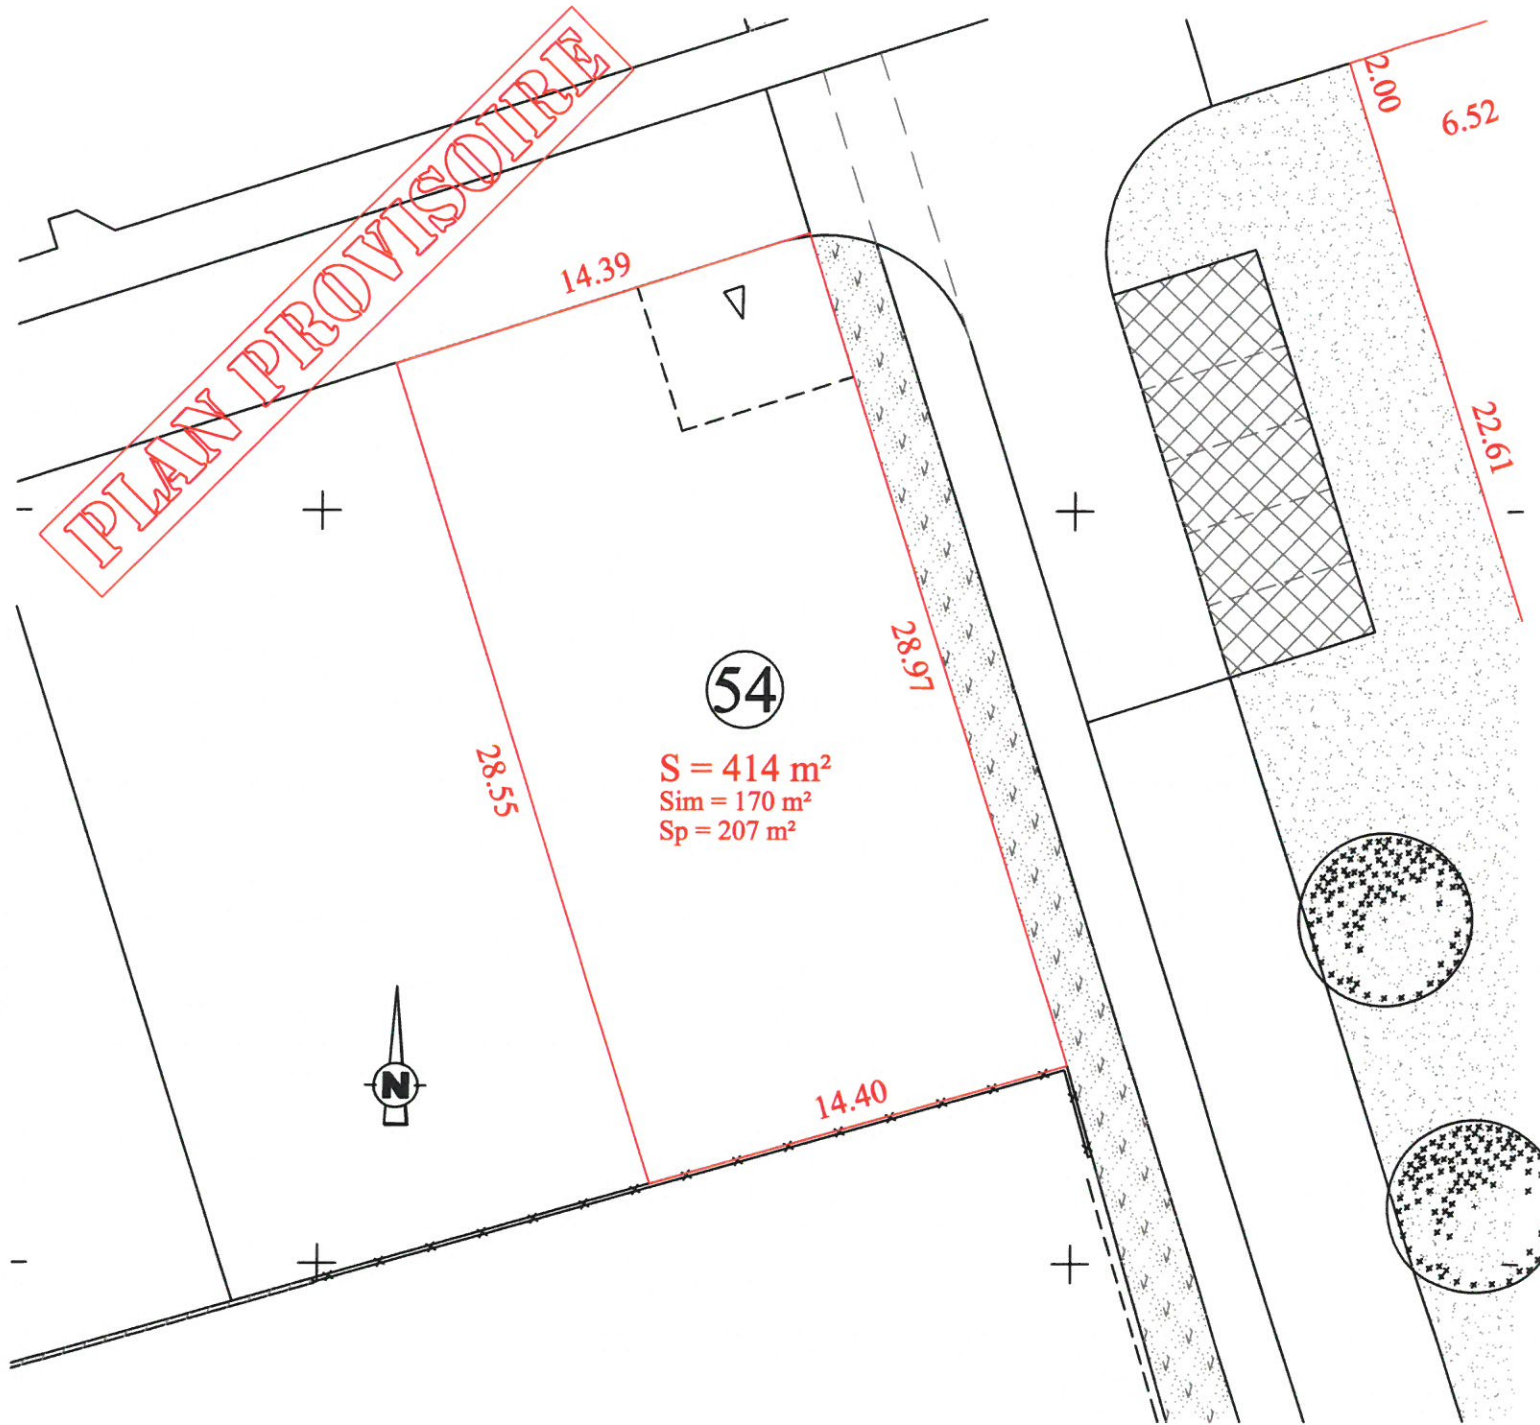 PLAN PROVISOIRE
2.00
6.52
14.39
22.61
28.97
54
S = 414 m²
Sim = 170 m²
Sp = 207 m²
28.55
N
14.40